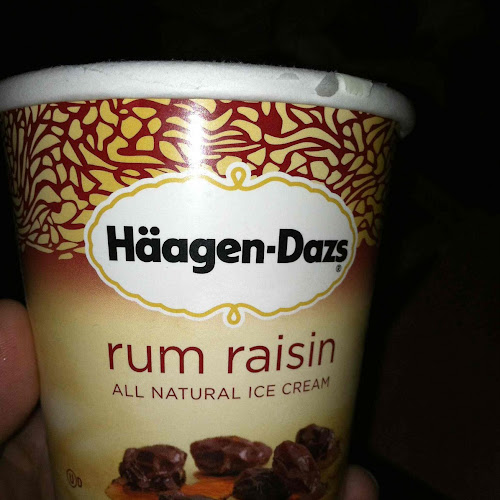 Häagen-Dazs®
rum raisin
ALL NATURAL ICE CREAM
U D